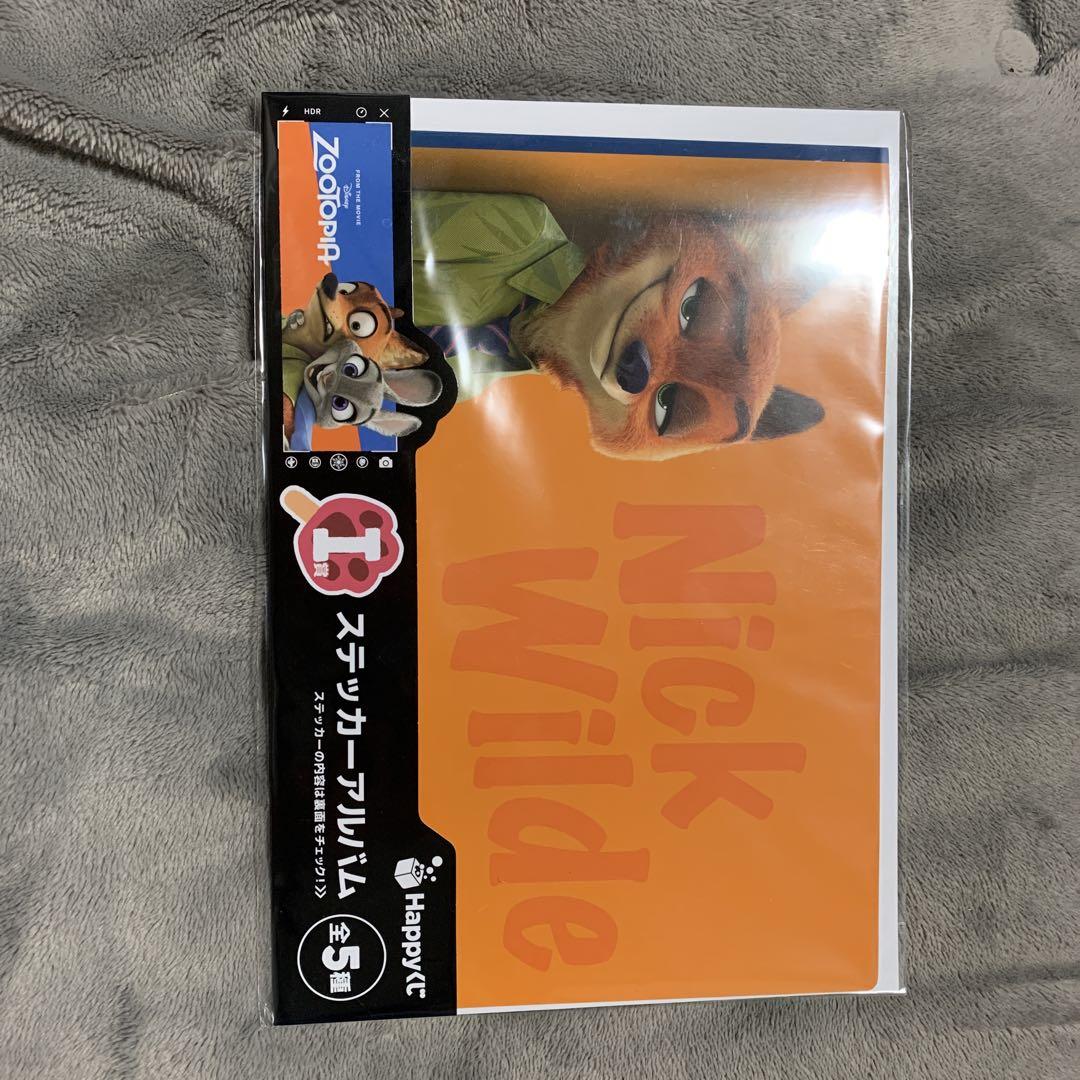 HDR
FROM THE MOVIE
Disney
ZOOTOPIA
I賞
ステッカーアルバム
ステッカーの内容は裏面をチェック!》
全5種
Happyくじ
Nick
Wilde